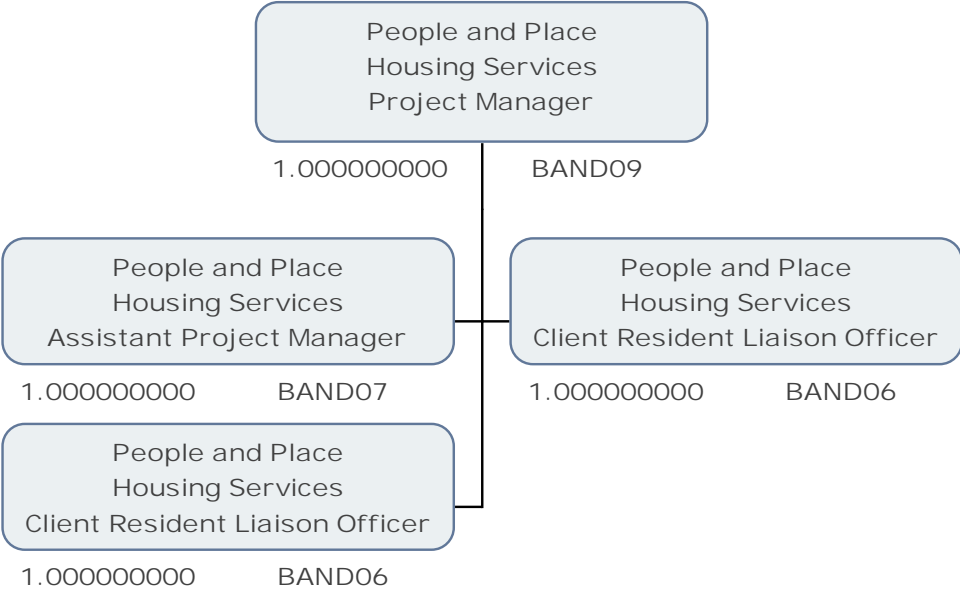 People and Place
Housing Services
Project Manager
1.000000000 BAND09
People and Place
Housing Services
Assistant Project Manager
1.000000000 BAND07
People and Place
Housing Services
Client Resident Liaison Officer
1.000000000 BAND06
People and Place
Housing Services
Client Resident Liaison Officer
1.000000000 BAND06